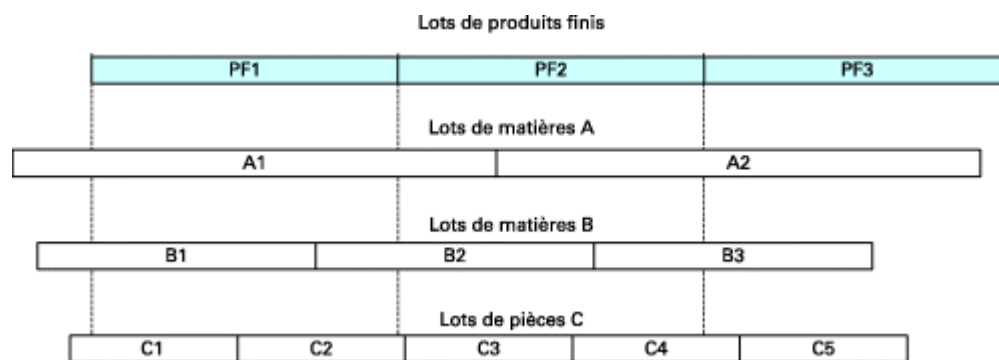 Lots de produits finis
PF1 PF2 PF3
Lots de matières A
A1 A2
Lots de matières B
B1 B2 B3
Lots de pièces C
C1 C2 C3 C4 C5